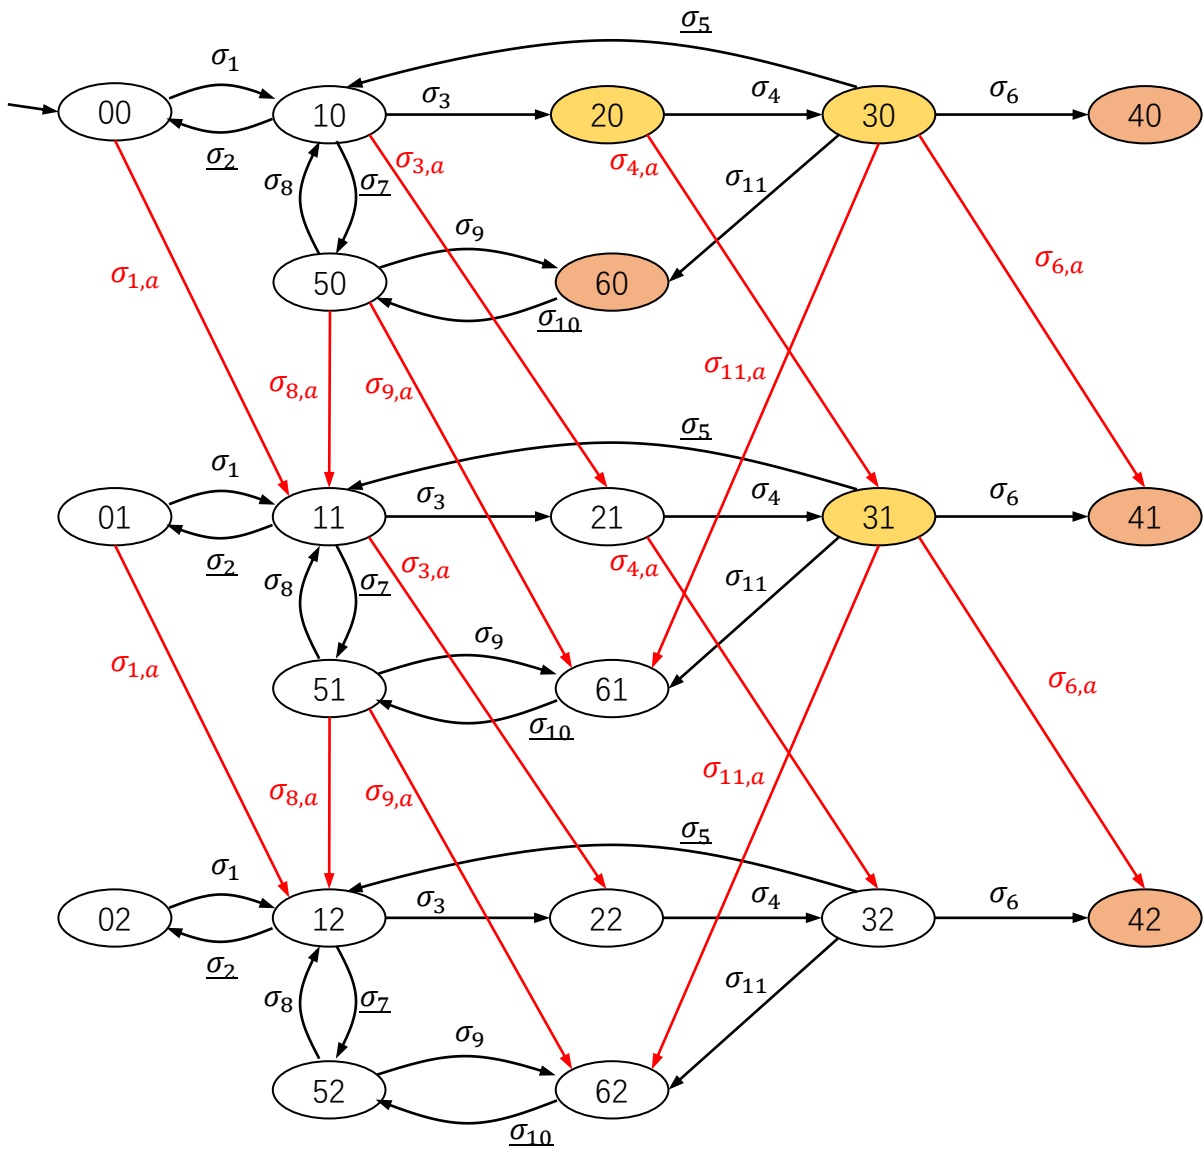 σ₅
σ₁ σ₃ σ₄ σ₆
00 10 20 30 40
σ₂ σ₃,ₐ σ₄,ₐ
σ₈ σ₇ σ₁₁
σ₉
σ₁,ₐ σ₆,ₐ
50 60
σ₁₀
σ₈,ₐ σ₉,ₐ σ₁₁,ₐ
σ₅
σ₁ σ₃ σ₄ σ₆
01 11 21 31 41
σ₂ σ₃,ₐ σ₄,ₐ
σ₈ σ₇ σ₁₁
σ₉
σ₁,ₐ σ₆,ₐ
51 61
σ₁₀
σ₈,ₐ σ₉,ₐ σ₁₁,ₐ
σ₅
σ₁ σ₃ σ₄ σ₆
02 12 22 32 42
σ₂
σ₈ σ₇ σ₁₁
σ₉
52 62
σ₁₀